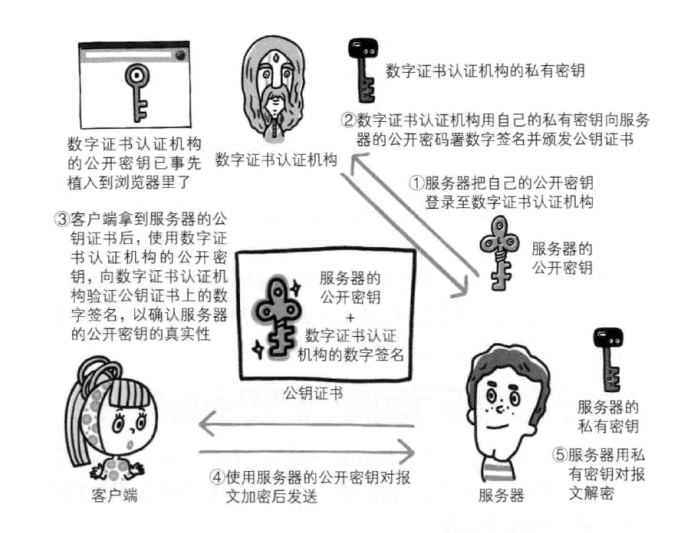 数字证书认证机构
的公开密钥已事先
植入到浏览器里了
数字证书认证机构
数字证书认证机构的私有密钥
②数字证书认证机构用自己的私有密钥向服务
器的公开密码署数字签名并颁发公钥证书
①服务器把自己的公开密钥
登录至数字证书认证机构
服务器的
公开密钥
③客户端拿到服务器的公
钥证书后，使用数字证
书认证机构的公开密
钥，向数字证书认证机
构验证公钥证书上的数
字签名，以确认服务器
的公开密钥的真实性
服务器的
公开密钥
+
数字证书认证
机构的数字签名
公钥证书
服务器的
私有密钥
④使用服务器的公开密钥对报
文加密后发送
⑤服务器用私
有密钥对报
文解密
客户端
服务器